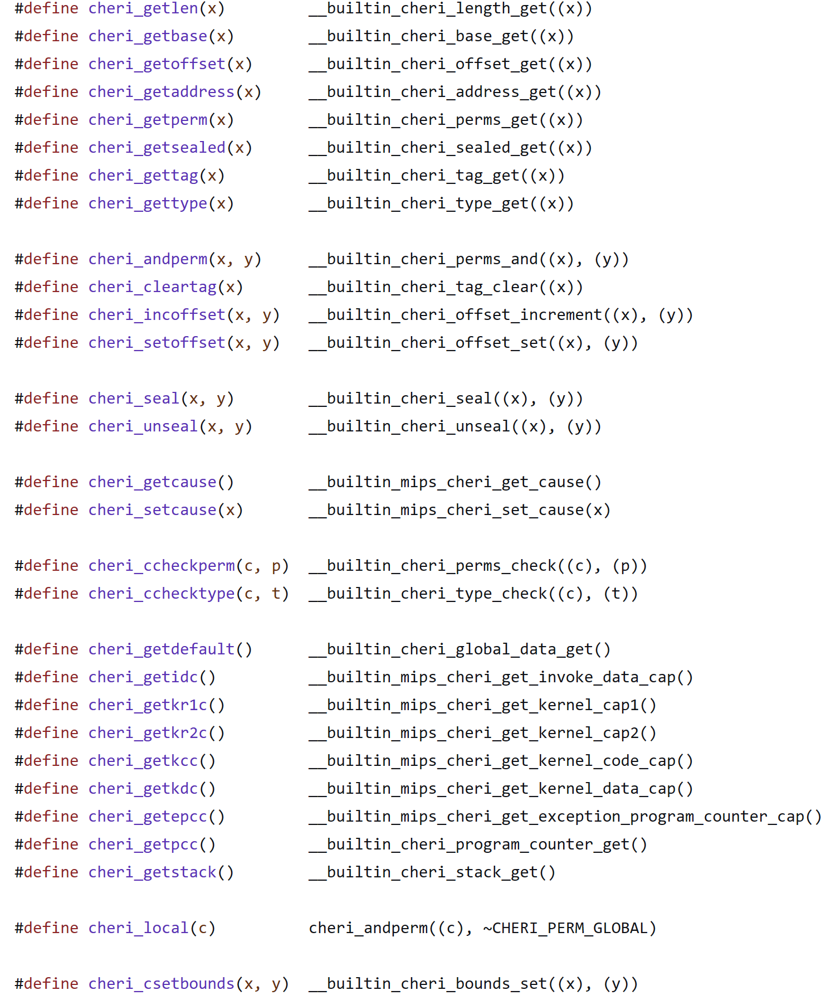 #define cheri_getlen(x) __builtin_cheri_length_get((x))
#define cheri_getbase(x) __builtin_cheri_base_get((x))
#define cheri_getoffset(x) __builtin_cheri_offset_get((x))
#define cheri_getaddress(x) __builtin_cheri_address_get((x))
#define cheri_getperm(x) __builtin_cheri_perms_get((x))
#define cheri_getsealed(x) __builtin_cheri_sealed_get((x))
#define cheri_gettag(x) __builtin_cheri_tag_get((x))
#define cheri_gettype(x) __builtin_cheri_type_get((x))
#define cheri_andperm(x, y) __builtin_cheri_perms_and((x), (y))
#define cheri_cleartag(x) __builtin_cheri_tag_clear((x))
#define cheri_incoffset(x, y) __builtin_cheri_offset_increment((x), (y))
#define cheri_setoffset(x, y) __builtin_cheri_offset_set((x), (y))
#define cheri_seal(x, y) __builtin_cheri_seal((x), (y))
#define cheri_unseal(x, y) __builtin_cheri_unseal((x), (y))
#define cheri_getcause() __builtin_mips_cheri_get_cause()
#define cheri_setcause(x) __builtin_mips_cheri_set_cause(x)
#define cheri_ccheckperm(c, p) __builtin_cheri_perms_check((c), (p))
#define cheri_cchecktype(c, t) __builtin_cheri_type_check((c), (t))
#define cheri_getdefault() __builtin_cheri_global_data_get()
#define cheri_getidc() __builtin_mips_cheri_get_invoke_data_cap()
#define cheri_getkr1c() __builtin_mips_cheri_get_kernel_cap1()
#define cheri_getkr2c() __builtin_mips_cheri_get_kernel_cap2()
#define cheri_getkcc() __builtin_mips_cheri_get_kernel_code_cap()
#define cheri_getkdc() __builtin_mips_cheri_get_kernel_data_cap()
#define cheri_getepcc() __builtin_mips_cheri_get_exception_program_counter_cap()
#define cheri_getpcc() __builtin_cheri_program_counter_get()
#define cheri_getstack() __builtin_cheri_stack_get()
#define cheri_local(c) cheri_andperm((c), ~CHERI_PERM_GLOBAL)
#define cheri_csetbounds(x, y) __builtin_cheri_bounds_set((x), (y))